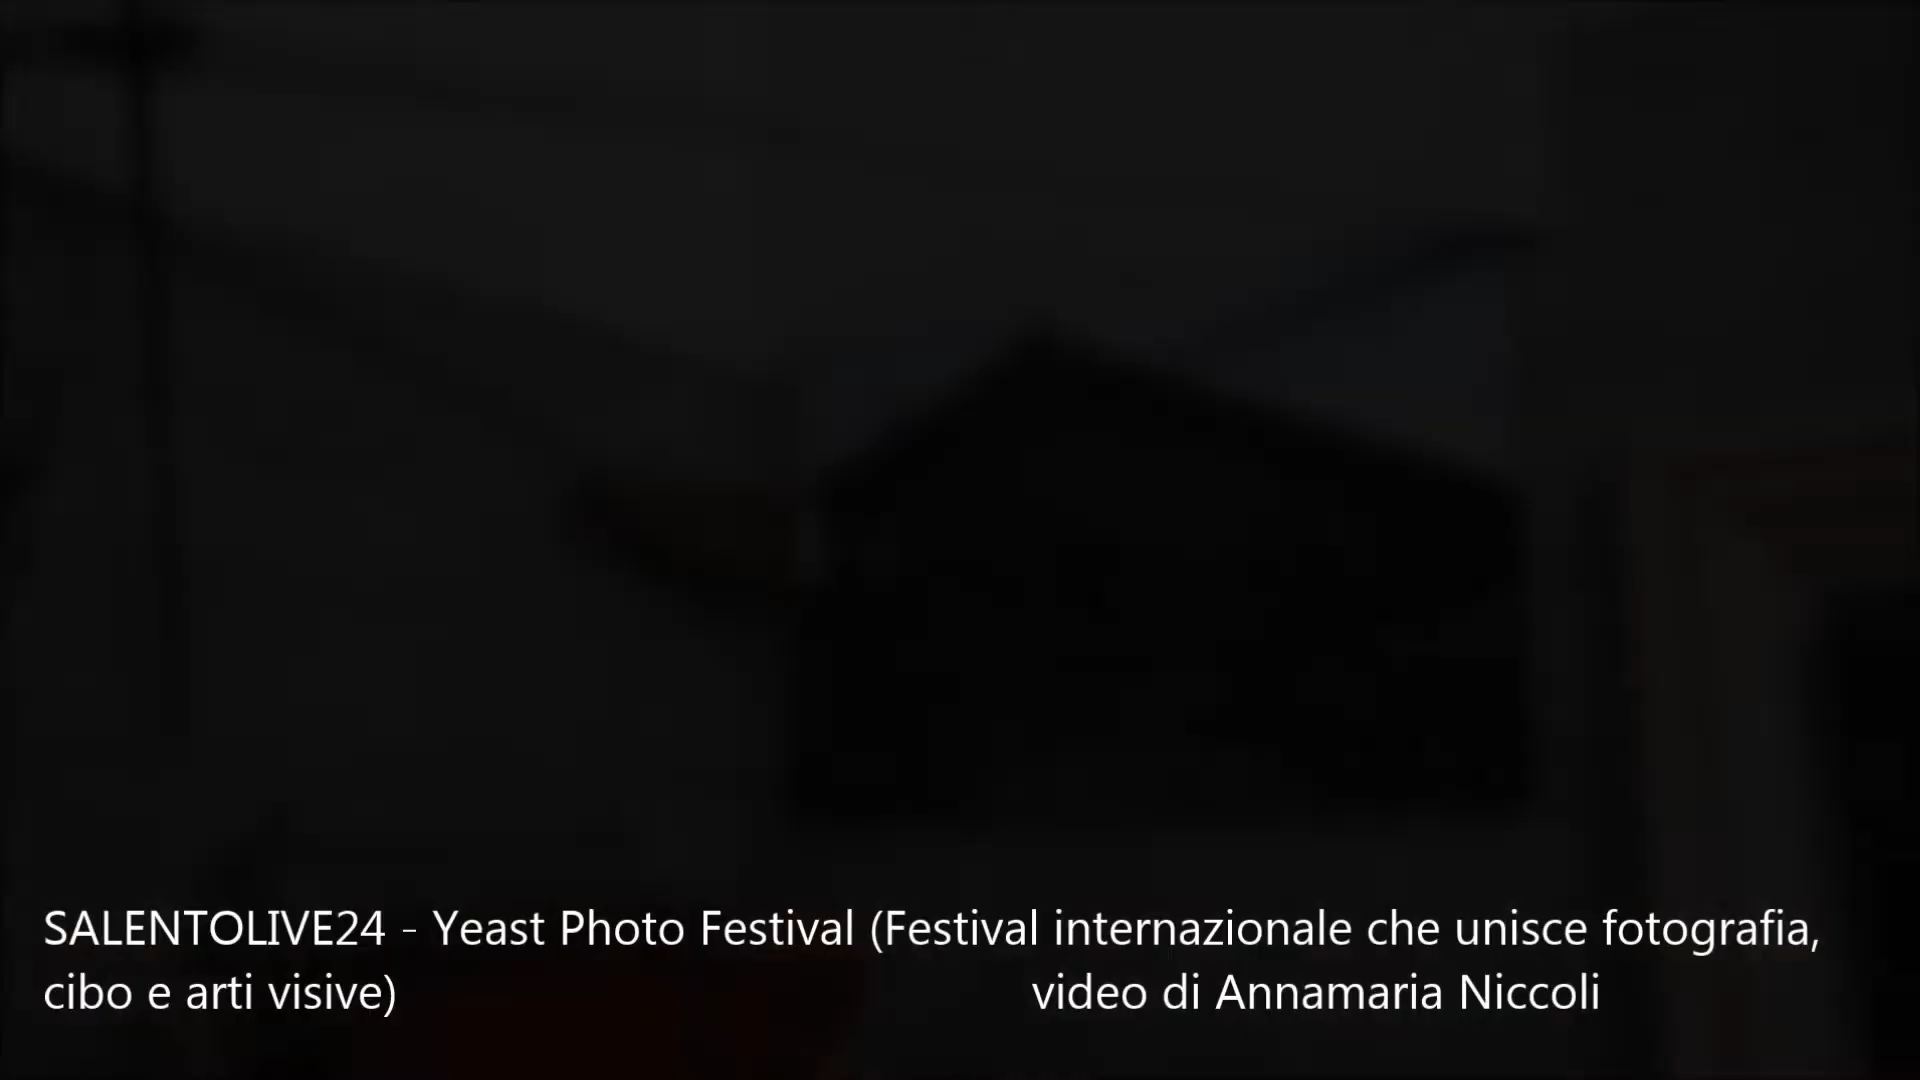 SALENTOLIVE24 - Yeast Photo Festival (Festival internazionale che unisce fotografia,
cibo e arti visive) video di Annamaria Niccoli